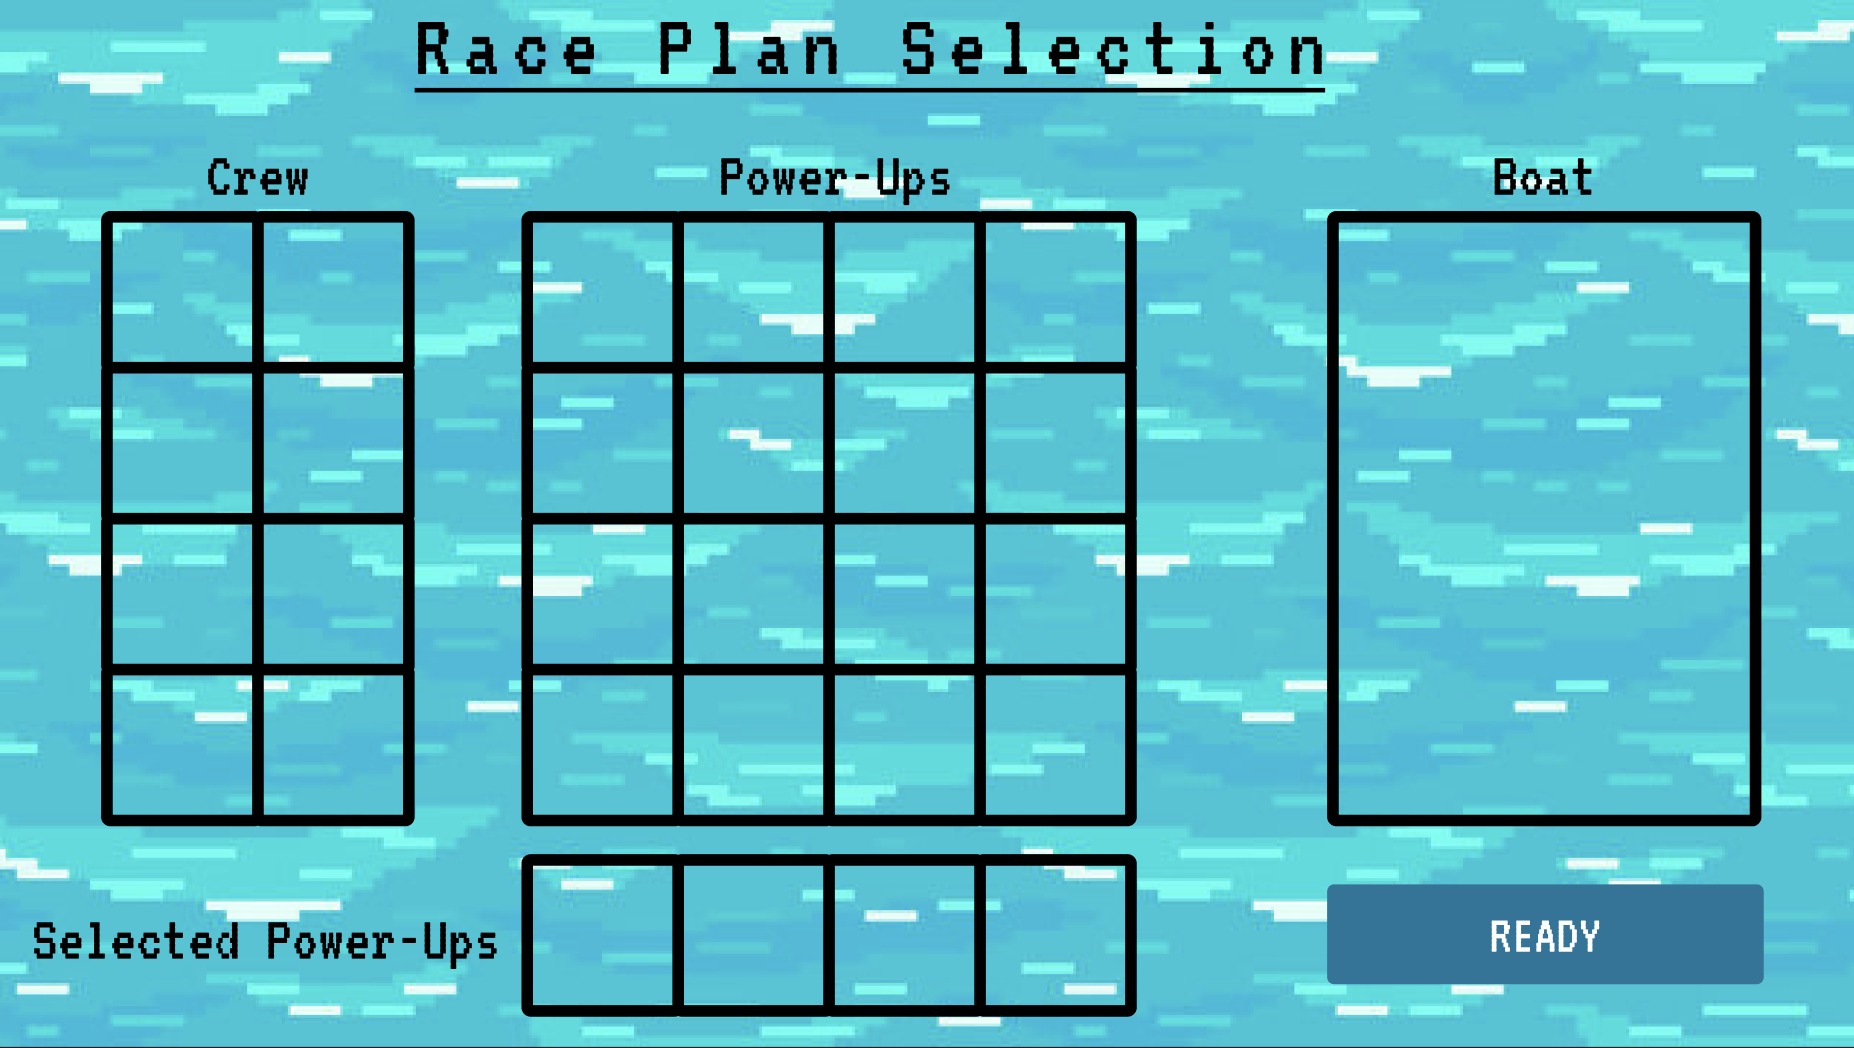 Race Plan Selection
Crew
Power-Ups
Boat
Selected Power-Ups
READY